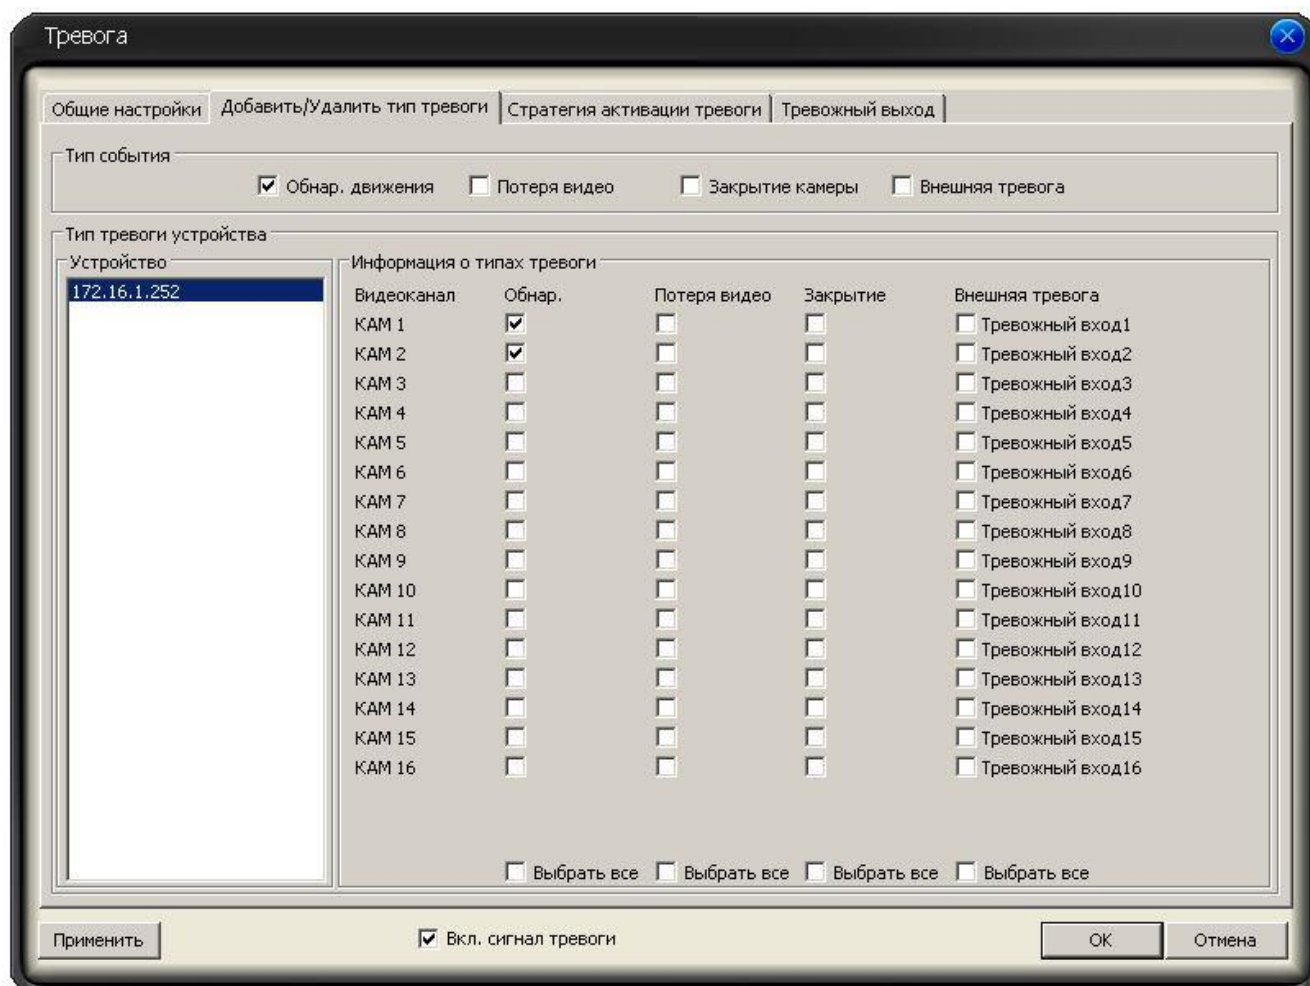 Тревога
Общие настройки Добавить/Удалить тип тревоги Стратегия активации тревоги Тревожный выход
Тип события
Обнар. движения Потеря видео Закрытие камеры Внешняя тревога
Тип тревоги устройства
Устройство Информация о типах тревоги
172.16.1.252 Видеоканал Обнар. Потеря видео Закрытие Внешняя тревога
КАМ 1 Тревожный вход1
КАМ 2 Тревожный вход2
КАМ 3 Тревожный вход3
КАМ 4 Тревожный вход4
КАМ 5 Тревожный вход5
КАМ 6 Тревожный вход6
КАМ 7 Тревожный вход7
КАМ 8 Тревожный вход8
КАМ 9 Тревожный вход9
КАМ 10 Тревожный вход10
КАМ 11 Тревожный вход11
КАМ 12 Тревожный вход12
КАМ 13 Тревожный вход13
КАМ 14 Тревожный вход14
КАМ 15 Тревожный вход15
КАМ 16 Тревожный вход16
Выбрать все Выбрать все Выбрать все Выбрать все
Применить Вкл. сигнал тревоги ОК Отмена